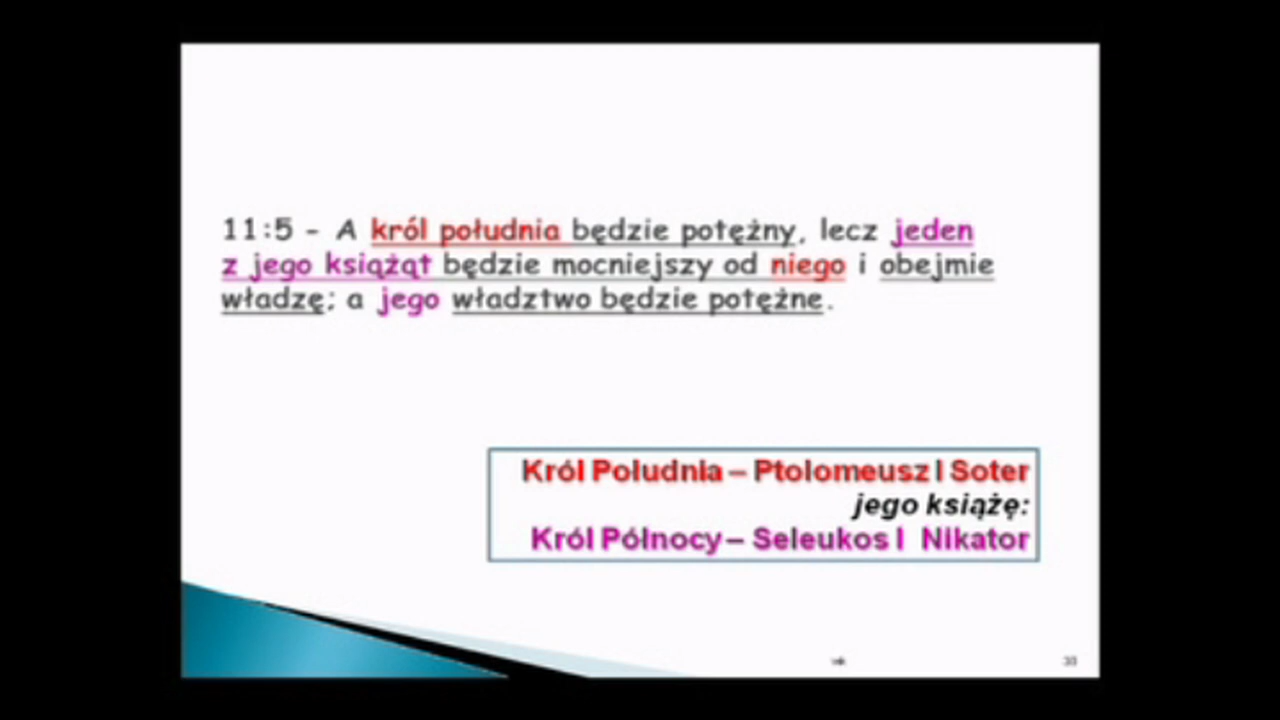 11:5 - A król południa będzie potężny, lecz jeden
z jego książąt będzie mocniejszy od niego i obejmie
władzę; a jego władztwo będzie potężne.
Król Południa – Ptolomeusz I Soter
jego książę:
Król Północy – Seleukos I Nikator